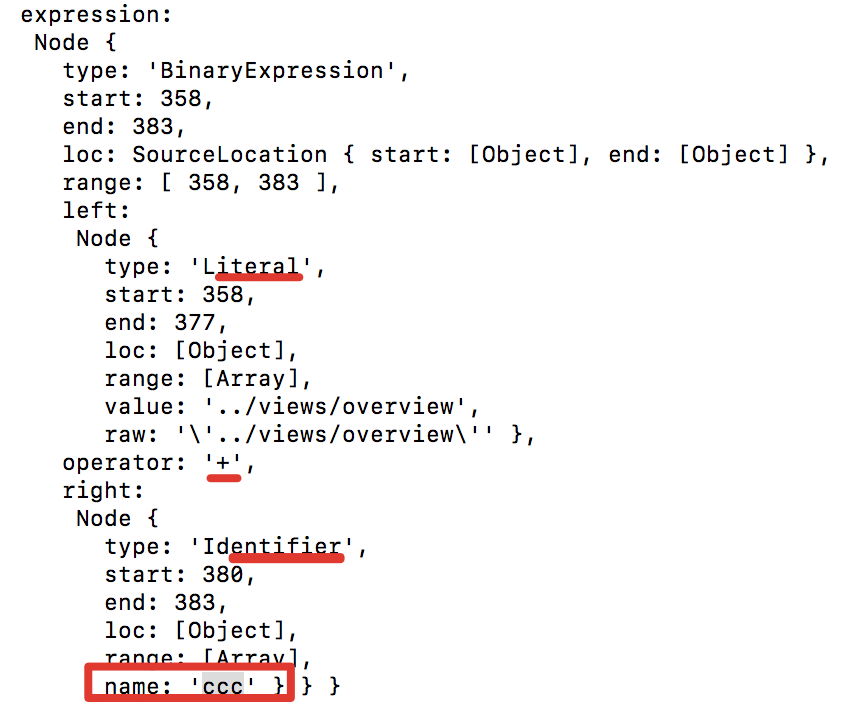 expression:
Node {
type: 'BinaryExpression',
start: 358,
end: 383,
loc: SourceLocation { start: [Object], end: [Object] },
range: [ 358, 383 ],
left:
Node {
type: 'Literal',
start: 358,
end: 377,
loc: [Object],
range: [Array],
value: '../views/overview',
raw: '\'../views/overview\'' },
operator: '+',
right:
Node {
type: 'Identifier',
start: 380,
end: 383,
loc: [Object],
range: [Array],
name: 'ccc' } } }